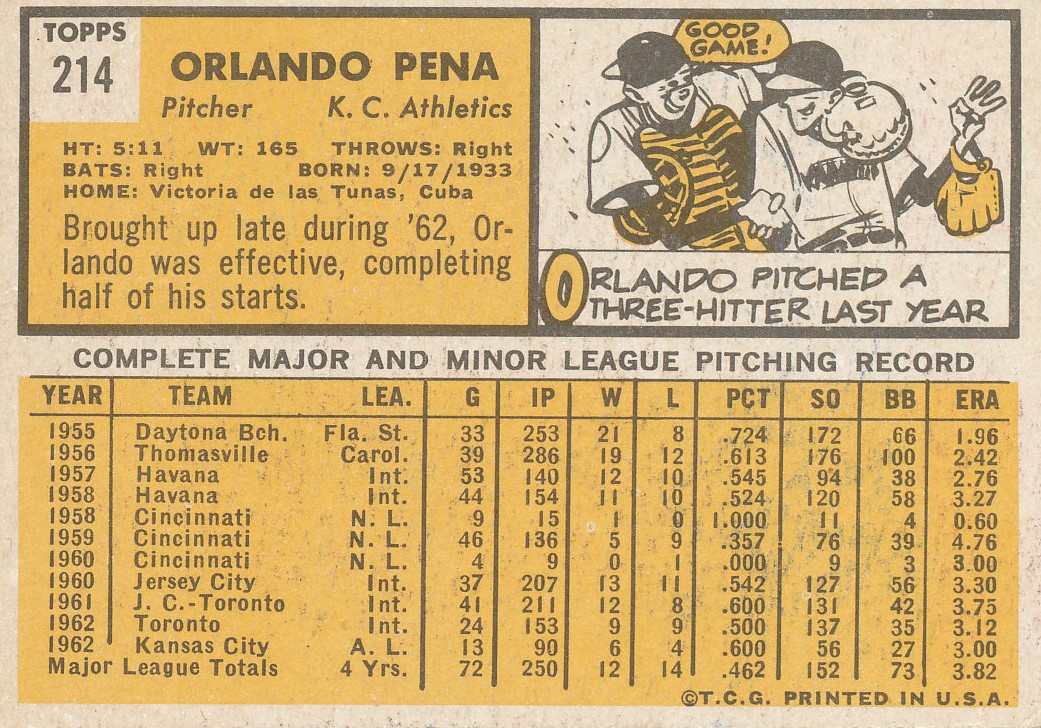 TOPPS
214
ORLANDO PENA
Pitcher K. C. Athletics
HT: 5:11 WT: 165 THROWS: Right
BATS: Right BORN: 9/17/1933
HOME: Victoria de las Tunas, Cuba
Brought up late during '62, Or-
lando was effective, completing
half of his starts.
GOOD
GAME!
ORLANDO PITCHED A
THREE-HITTER LAST YEAR
COMPLETE MAJOR AND MINOR LEAGUE PITCHING RECORD
YEAR TEAM LEA. G IP W L PCT SO BB ERA
1955 Daytona Bch. Fla. St. 33 253 21 8 .724 172 66 1.96
1956 Thomasville Carol. 39 286 19 12 .613 176 100 2.42
1957 Havana Int. 53 140 12 10 .545 94 38 2.76
1958 Havana Int. 44 154 11 10 .524 120 58 3.27
1958 Cincinnati N. L. 9 15 1 0 1.000 11 4 0.60
1959 Cincinnati N. L. 46 136 5 9 .357 76 39 4.76
1960 Cincinnati N. L. 4 9 0 1 .000 9 3 3.00
1960 Jersey City Int. 37 207 13 11 .542 127 56 3.30
1961 J. C.-Toronto Int. 41 211 12 8 .600 131 42 3.75
1962 Toronto Int. 24 153 9 9 .500 137 35 3.12
1962 Kansas City A. L. 13 90 6 4 .600 56 27 3.00
Major League Totals 4 Yrs. 72 250 12 14 .462 152 73 3.82
©T.C.G. PRINTED IN U.S.A.